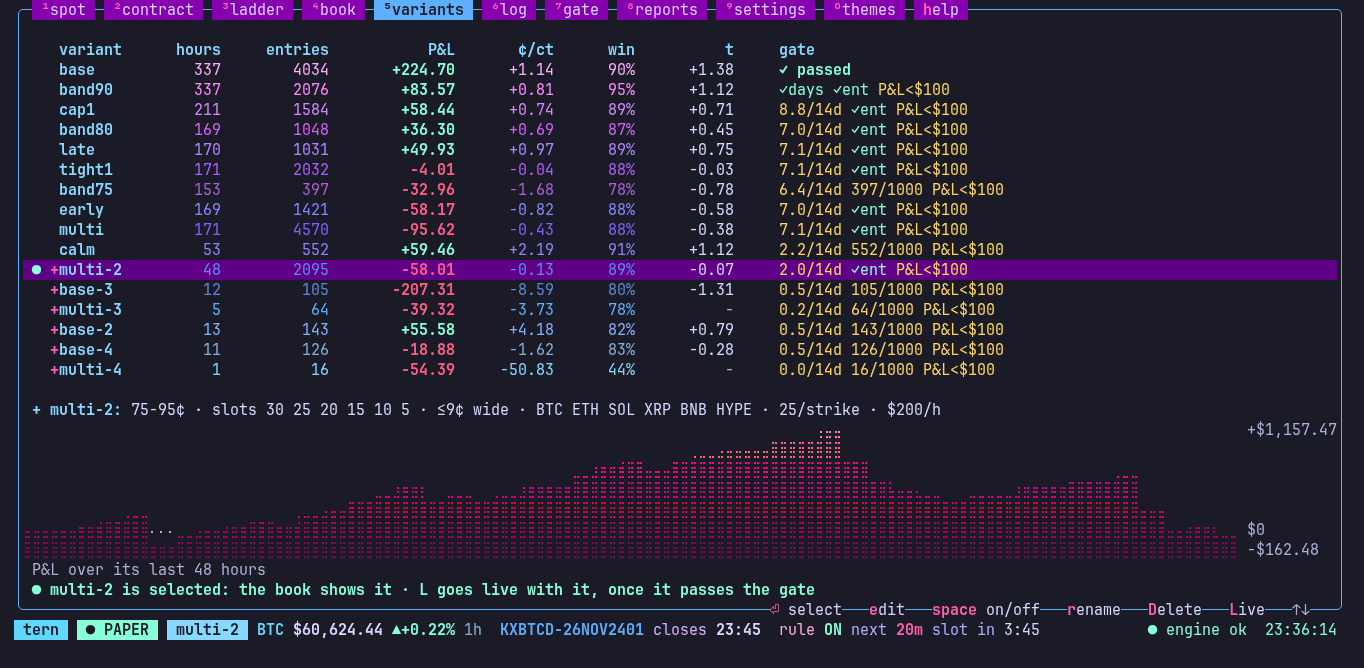 ¹spot ²contract ³ladder ⁴book ⁵variants ⁶log ⁷gate ⁸reports ⁹settings ⁰themes help
variant hours entries P&L ¢/ct win t gate
base 337 4034 +224.70 +1.14 90% +1.38 ✓ passed
band90 337 2076 +83.57 +0.81 95% +1.12 ✓days ✓ent P&L<$100
cap1 211 1584 +58.44 +0.74 89% +0.71 8.8/14d ✓ent P&L<$100
band80 169 1048 +36.30 +0.69 87% +0.45 7.0/14d ✓ent P&L<$100
late 170 1031 +49.93 +0.97 89% +0.75 7.1/14d ✓ent P&L<$100
tight1 171 2032 -4.01 -0.04 88% -0.03 7.1/14d ✓ent P&L<$100
band75 153 397 -32.96 -1.68 78% -0.78 6.4/14d 397/1000 P&L<$100
early 169 1421 -58.17 -0.82 88% -0.58 7.0/14d ✓ent P&L<$100
multi 171 4570 -95.62 -0.43 88% -0.38 7.1/14d ✓ent P&L<$100
calm 53 552 +59.46 +2.19 91% +1.12 2.2/14d 552/1000 P&L<$100
● +multi-2 48 2095 -58.01 -0.13 89% -0.07 2.0/14d ✓ent P&L<$100
+base-3 12 105 -207.31 -8.59 80% -1.31 0.5/14d 105/1000 P&L<$100
+multi-3 5 64 -39.32 -3.73 78% - 0.2/14d 64/1000 P&L<$100
+base-2 13 143 +55.58 +4.18 82% +0.79 0.5/14d 143/1000 P&L<$100
+base-4 11 126 -18.88 -1.62 83% -0.28 0.5/14d 126/1000 P&L<$100
+multi-4 1 16 -54.39 -50.83 44% - 0.0/14d 16/1000 P&L<$100
+ multi-2: 75-95¢ · slots 30 25 20 15 10 5 · ≤9¢ wide · BTC ETH SOL XRP BNB HYPE · 25/strike · $200/h
+$1,157.47
$0
-$162.48
P&L over its last 48 hours
● multi-2 is selected: the book shows it · L goes live with it, once it passes the gate
⏎ select edit space on/off rename Delete Live ↑↓
tern ● PAPER multi-2 BTC $60,624.44 ▲+0.22% 1h KXBTCD-26NOV2401 closes 23:45 rule ON next 20m slot in 3:45 ● engine ok 23:36:14